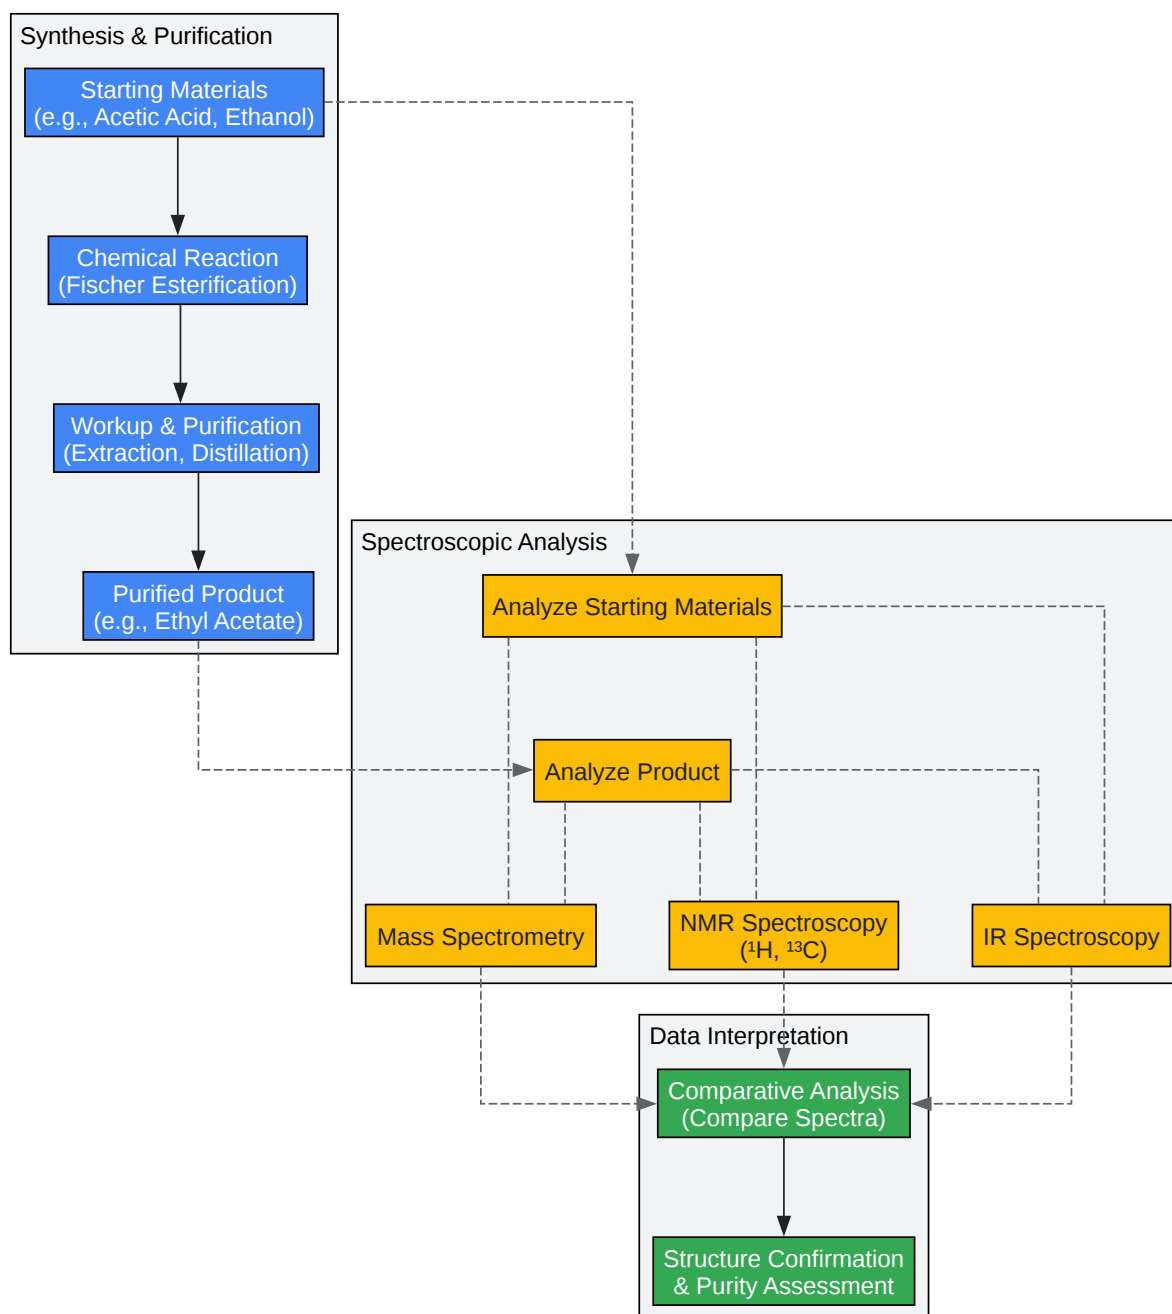 Synthesis & Purification
Starting Materials
(e.g., Acetic Acid, Ethanol)
Chemical Reaction
(Fischer Esterification)
Workup & Purification
(Extraction, Distillation)
Purified Product
(e.g., Ethyl Acetate)
Spectroscopic Analysis
Analyze Starting Materials
Analyze Product
Mass Spectrometry
NMR Spectroscopy
(¹H, ¹³C)
IR Spectroscopy
Data Interpretation
Comparative Analysis
(Compare Spectra)
Structure Confirmation
& Purity Assessment